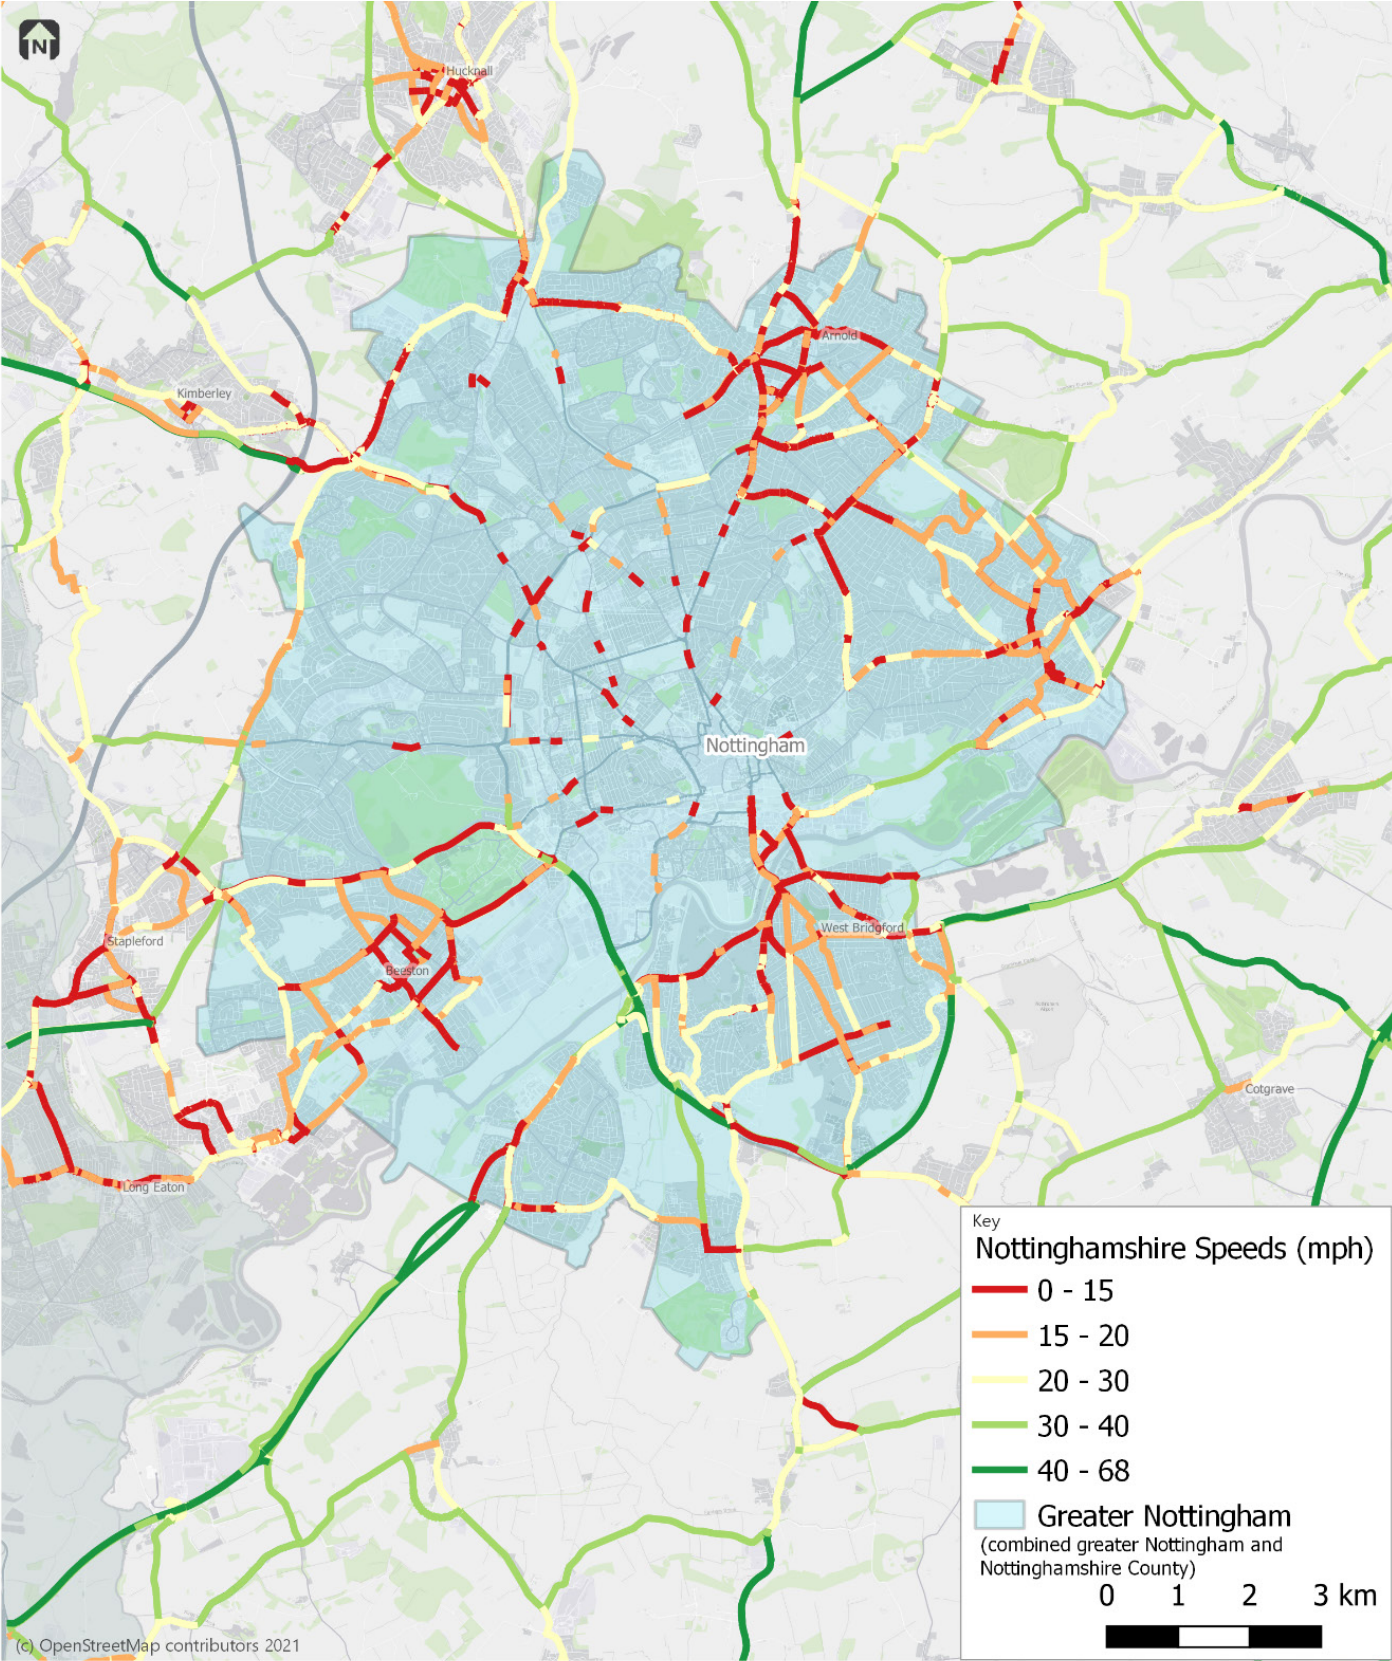 N
Hucknall
Arnold
Kimberley
Nottingham
West Bridgford
Stapleford
Beeston
Cotgrave
Long Eaton
Key
Nottinghamshire Speeds (mph)
0 - 15
15 - 20
20 - 30
30 - 40
40 - 68
Greater Nottingham
(combined greater Nottingham and
Nottinghamshire County)
0 1 2 3 km
(c) OpenStreetMap contributors 2021